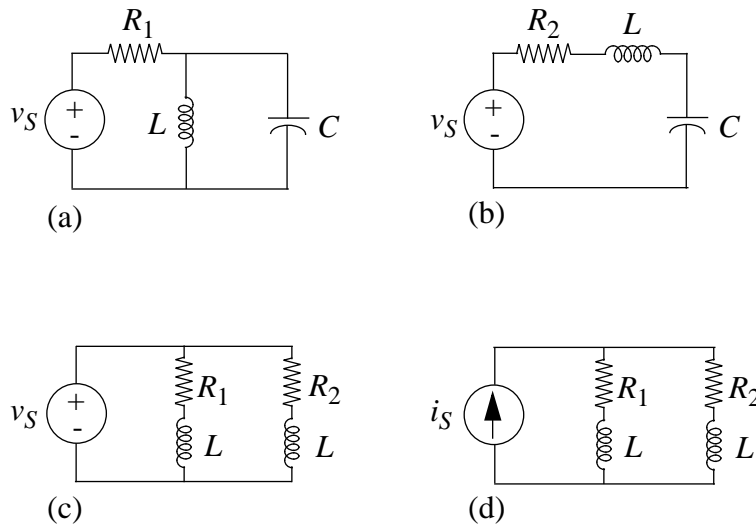 R1 L
vS + - L C
(a)
R2 L
vS + - C
(b)
vS + - R1 L R2 L
(c)
iS R1 L R2 L
(d)